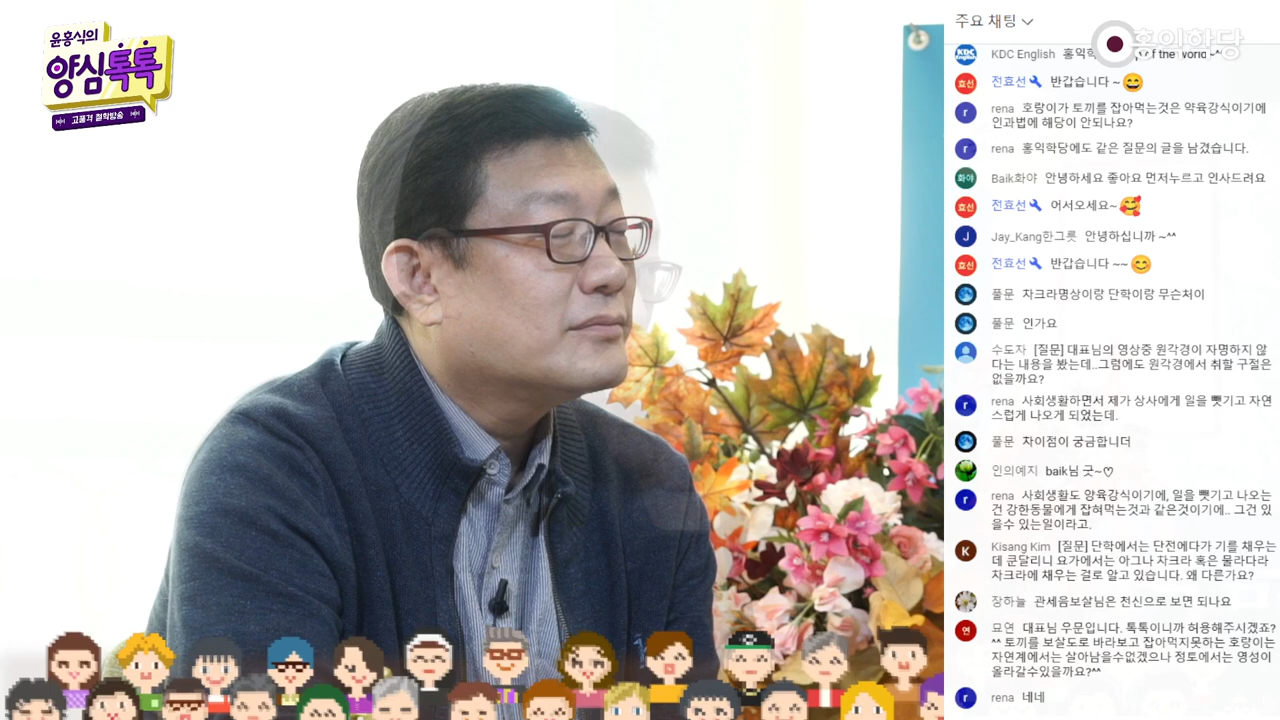 윤홍식의
양심톡톡
고품격 철학방송
주요 채팅
홍익학당
KDC English 홍익학 of the world ~^
전효선 반갑습니다 ~
rena 호랑이가 토끼를 잡아먹는것은 약육강식이기에
인과법에 해당이 안되나요?
rena 홍익학당에도 같은 질문의 글을 남겼습니다.
Baik화야 안녕하세요 좋아요 먼저누르고 인사드려요
전효선 어서오세요~
Jay_Kang한그릇 안녕하십니까 ~^^
전효선 반갑습니다 ~~
풀문 차크라명상이랑 단학이랑 무슨처이
풀문 인가요
수도자 [질문] 대표님의 영상중 원각경이 자명하지 않
다는 내용을 봤는데..그럼에도 원각경에서 취할 구절은
없을까요?
rena 사회생활하면서 제가 상사에게 일을 뺏기고 자연
스럽게 나오게 되었는데.
풀문 차이점이 궁금합니더
인의예지 baik님 굿~♡
rena 사회생활도 양육강식이기에, 일을 뺏기고 나오는
건 강한동물에게 잡혀먹는것과 같은것이기에.. 그건 있
을수 있는일이라고.
Kisang Kim [질문] 단학에서는 단전에다가 기를 채우는
데 쿤달리니 요가에서는 아그나 자크라 혹은 물라다라
차크라에 채우는 걸로 알고 있습니다. 왜 다른가요?
장하늘 관세음보살님은 천신으로 보면 되나요
묘연 대표님 우문입니다. 톡톡이니까 허용해주시겠죠?
^^ 토끼를 보살도로 바라보고 잡아먹지못하는 호랑이는
자연계에서는 살아남을수없겠으나 정토에서는 영성이
올라갈수있을까요?^^
rena 네네